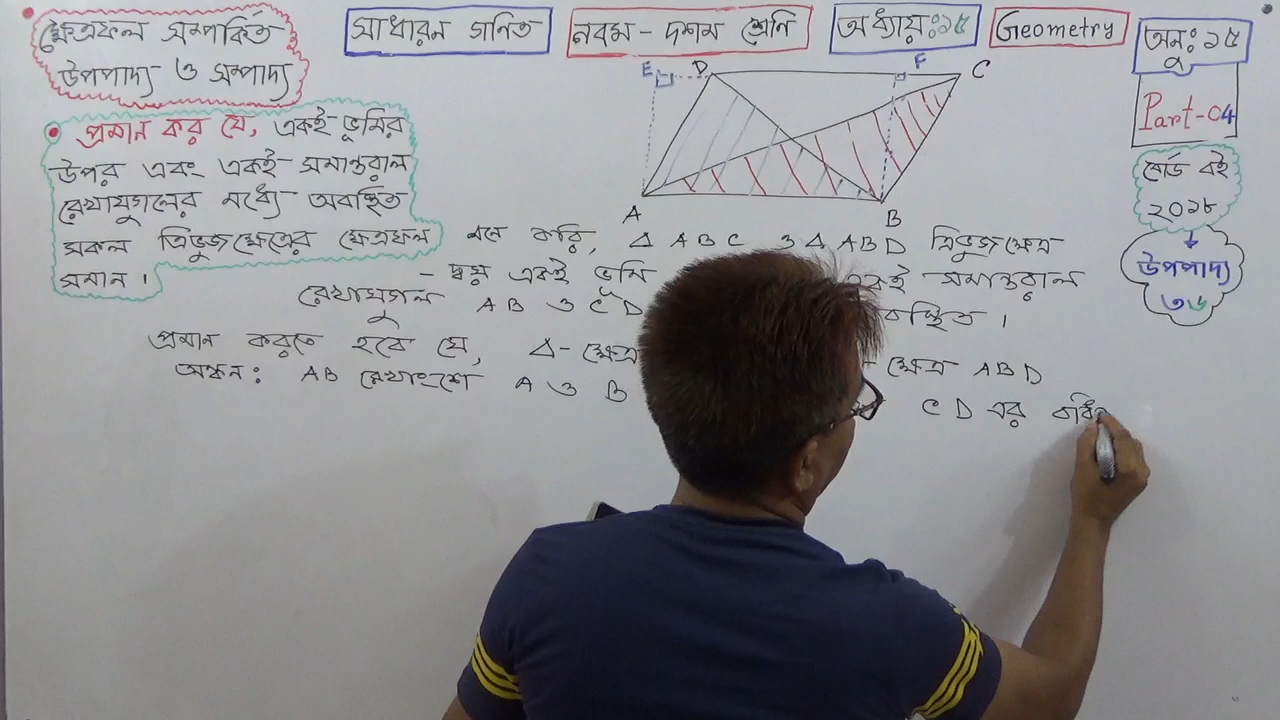 ক্ষেত্রফল সম্পর্কিত
উপপাদ্য ও সম্পাদ্য
সাধারন গনিত
নবম - দশম শ্রেনি
অধ্যায়:১৫
Geometry
অনু: ১৫
Part-04
বোর্ড বই
২০১৮
উপপাদ্য
৩৬
প্রমান কর যে, একই ভূমির
উপর এবং একই সমান্তরাল
রেখাযুগলের মধ্যে অবস্থিত
সকল ত্রিভুজক্ষেত্রের ক্ষেত্রফল
সমান।
E D F C
A B
মনে করি, Δ ABC ও Δ ABD ত্রিভুজক্ষেত্র
- দ্বয় একই ভূমি একই সমান্তরাল
রেখাযুগল AB ও CD বস্থিত।
প্রমান করতে হবে যে, Δ-ক্ষেত্র ক্ষেত্র ABD
অঙ্কন: AB রেখাংশে A ও B CD এর বর্ধি